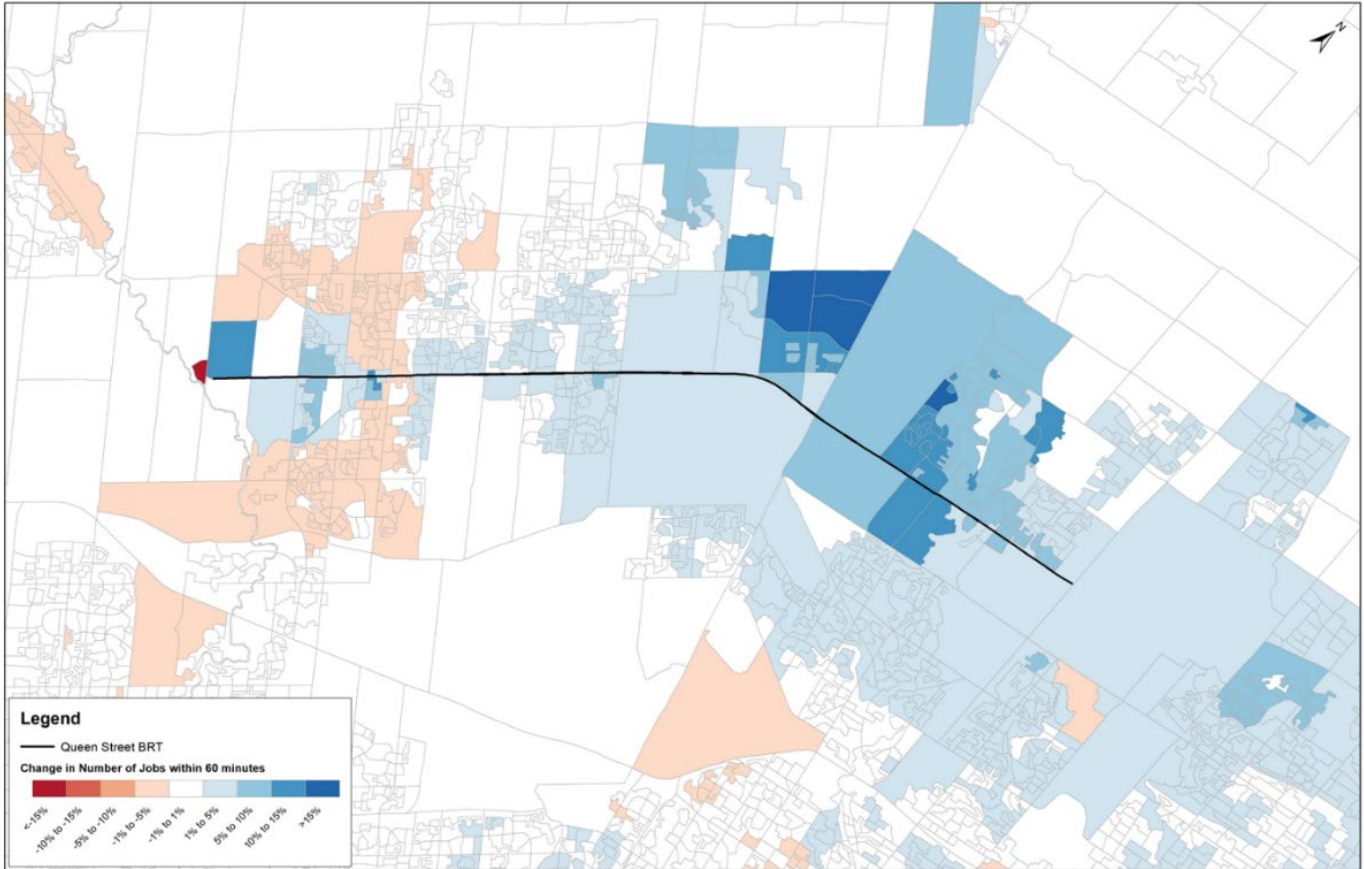 N
Legend
Queen Street BRT
Change in Number of Jobs within 60 minutes
<-15%
-10% to -15%
-5% to -10%
-1% to -5%
-1% to 1%
1% to 5%
5% to 10%
10% to 15%
>15%